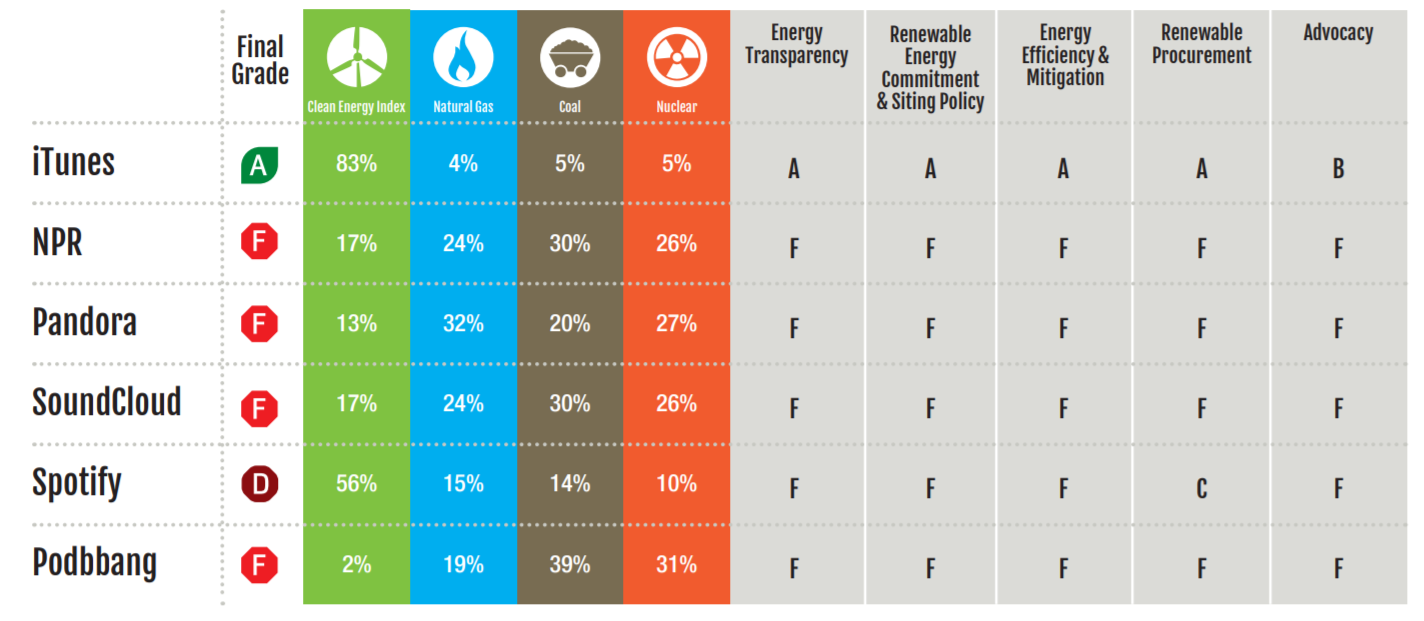 Final Grade Clean Energy Index Natural Gas Coal Nuclear Energy Transparency Renewable Energy Commitment & Siting Policy Energy Efficiency & Mitigation Renewable Procurement Advocacy
iTunes A 83% 4% 5% 5% A A A A B
NPR F 17% 24% 30% 26% F F F F F
Pandora F 13% 32% 20% 27% F F F F F
SoundCloud F 17% 24% 30% 26% F F F F F
Spotify D 56% 15% 14% 10% F F F C F
Podbbang F 2% 19% 39% 31% F F F F F